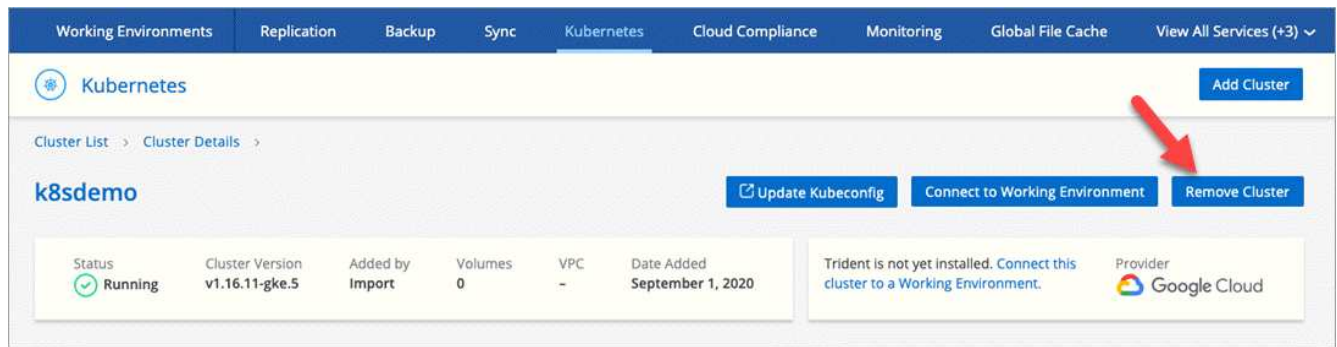 Working Environments Replication Backup Sync Kubernetes Cloud Compliance Monitoring Global File Cache View All Services (+3)
Kubernetes Add Cluster
Cluster List > Cluster Details >
k8sdemo Update Kubeconfig Connect to Working Environment Remove Cluster
Status Cluster Version Added by Volumes VPC Date Added
Running v1.16.11-gke.5 Import 0 – September 1, 2020
Trident is not yet installed. Connect this
cluster to a Working Environment.
Provider
Google Cloud